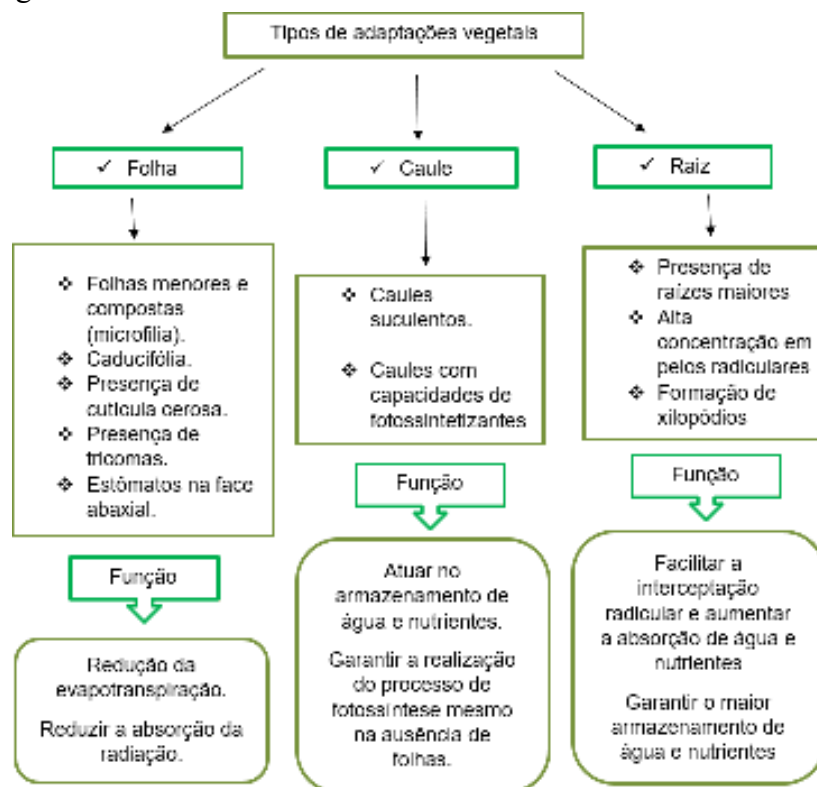 Tipos de adaptações vegetais
✓ Folha
❖ Folhas menores e
compostas
(microfilia).
❖ Caducifólia.
❖ Presença de
cutícula cerosa.
❖ Presença de
tricomas.
❖ Estômatos na face
abaxial.
Função
Redução da
evapotranspiração.
Reduzir a absorção da
radiação.
✓ Caule
❖ Caules
suculentos.
❖ Caules com
capacidades de
fotossintetizantes
Função
Atuar no
armazenamento de
água e nutrientes.
Garantir a realização
do processo de
fotossíntese mesmo
na ausência de
folhas.
✓ Raiz
❖ Presença de
raízes maiores
❖ Alta
concentração em
pelos radiculares
❖ Formação de
xilopódios
Função
Facilitar a
interceptação
radicular e aumentar
a absorção de água e
nutrientes
Garantir o maior
armazenamento de
água e nutrientes